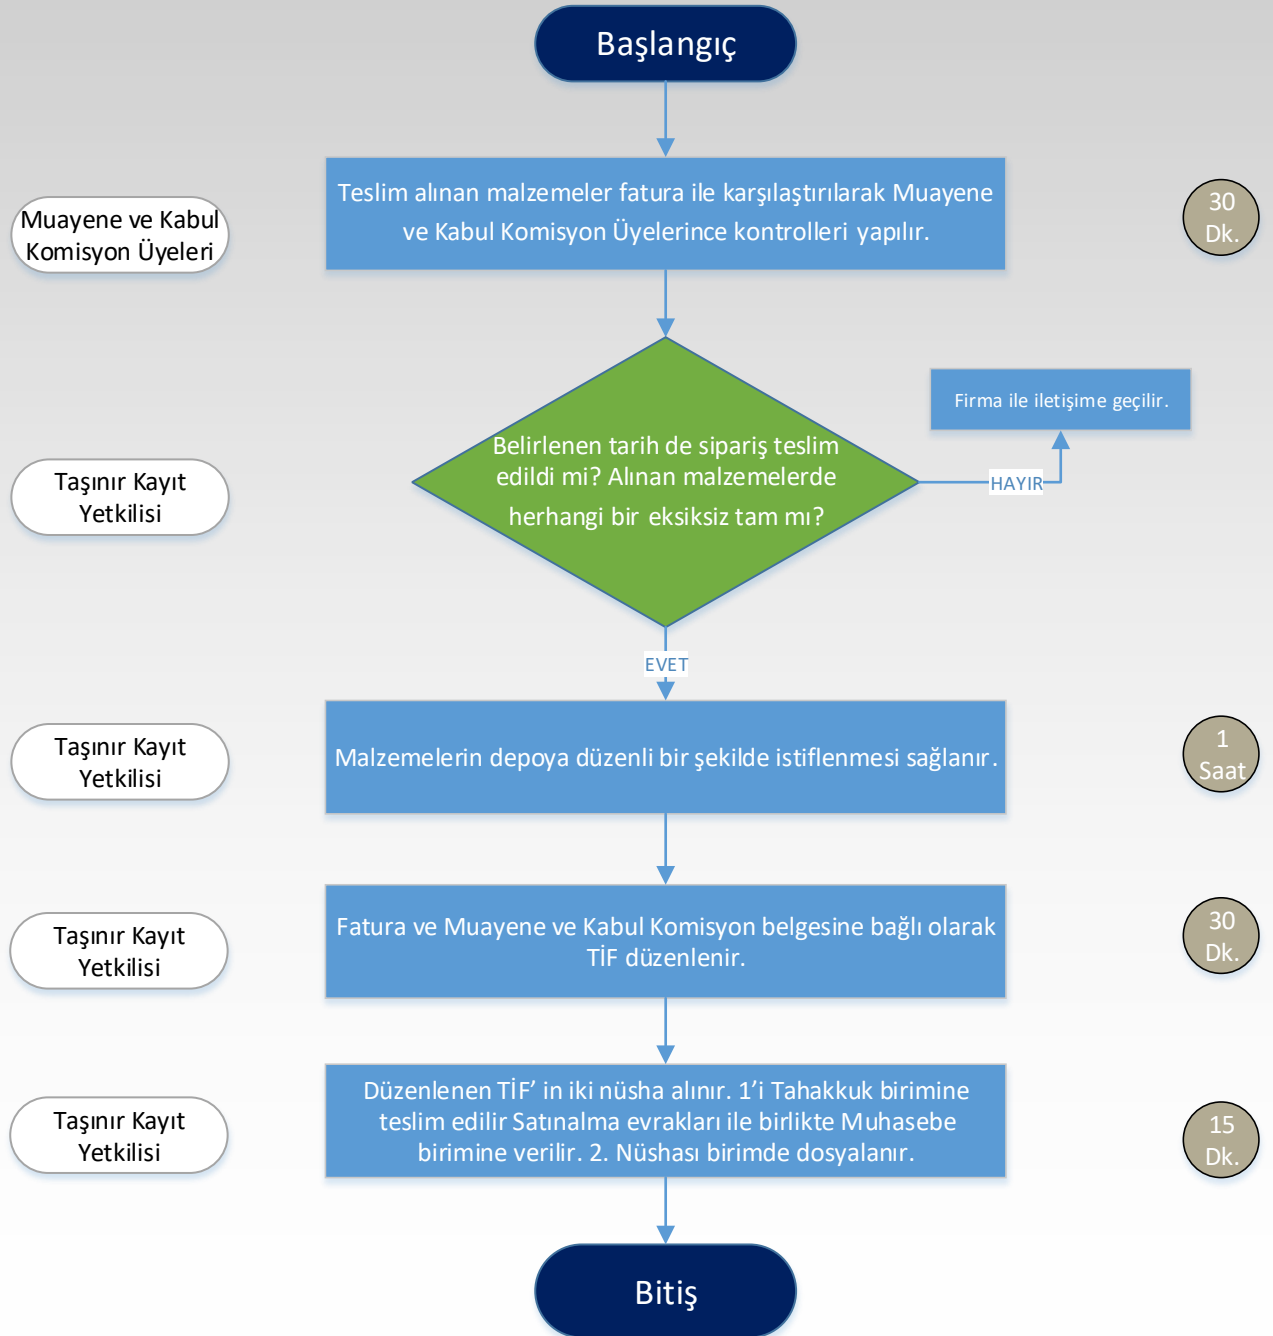 Başlangıç
Muayene ve Kabul
Komisyon Üyeleri
Teslim alınan malzemeler fatura ile karşılaştırılarak Muayene
ve Kabul Komisyon Üyelerince kontrolleri yapılır.
30
Dk.
Taşınır Kayıt
Yetkilisi
Belirlenen tarih de sipariş teslim
edildi mi? Alınan malzemelerde
herhangi bir eksiksiz tam mı?
HAYIR
Firma ile iletişime geçilir.
EVET
Taşınır Kayıt
Yetkilisi
Malzemelerin depoya düzenli bir şekilde istiflenmesi sağlanır.
1
Saat
Taşınır Kayıt
Yetkilisi
Fatura ve Muayene ve Kabul Komisyon belgesine bağlı olarak
TİF düzenlenir.
30
Dk.
Taşınır Kayıt
Yetkilisi
Düzenlenen TİF’ in iki nüsha alınır. 1’i Tahakkuk birimine
teslim edilir Satınalma evrakları ile birlikte Muhasebe
birimine verilir. 2. Nüshası birimde dosyalanır.
15
Dk.
Bitiş